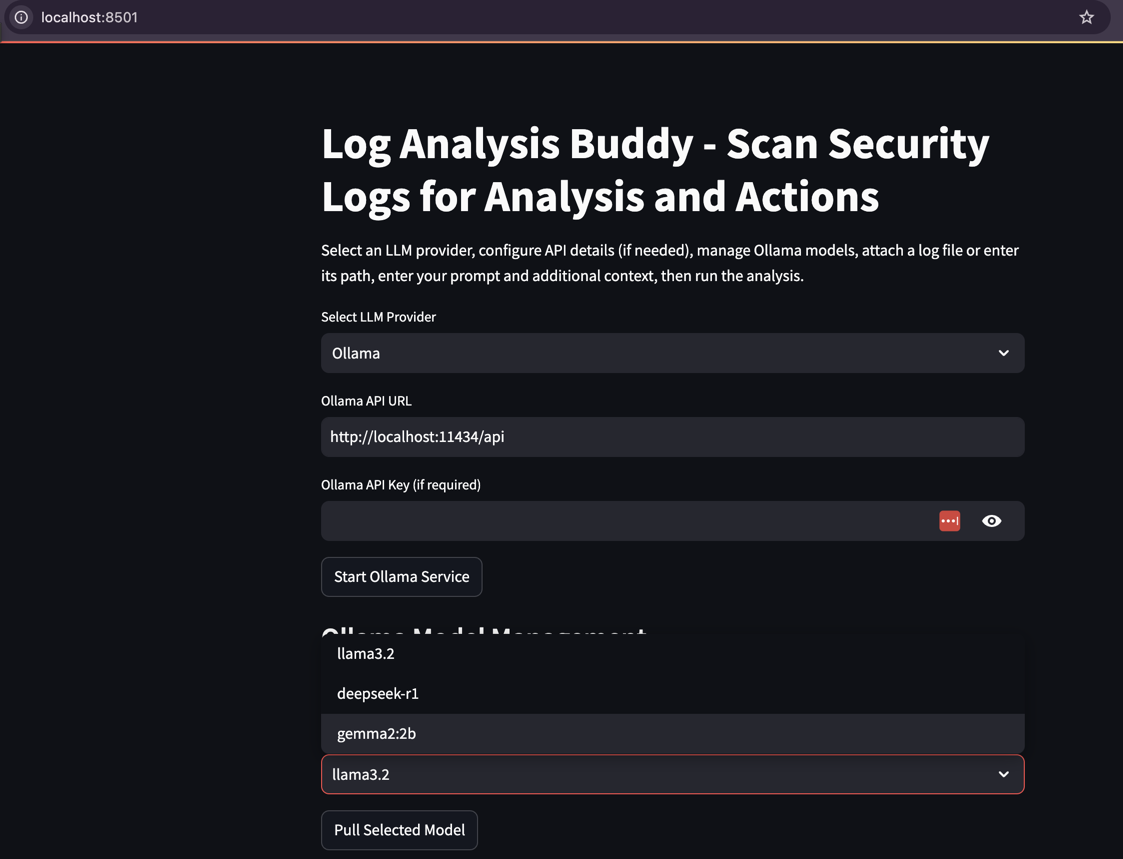 localhost:8501
Log Analysis Buddy - Scan Security
Logs for Analysis and Actions
Select an LLM provider, configure API details (if needed), manage Ollama models, attach a log file or enter
its path, enter your prompt and additional context, then run the analysis.
Select LLM Provider
Ollama
Ollama API URL
http://localhost:11434/api
Ollama API Key (if required)
Start Ollama Service
Ollama Model Management
llama3.2
deepseek-r1
gemma2:2b
llama3.2
Pull Selected Model